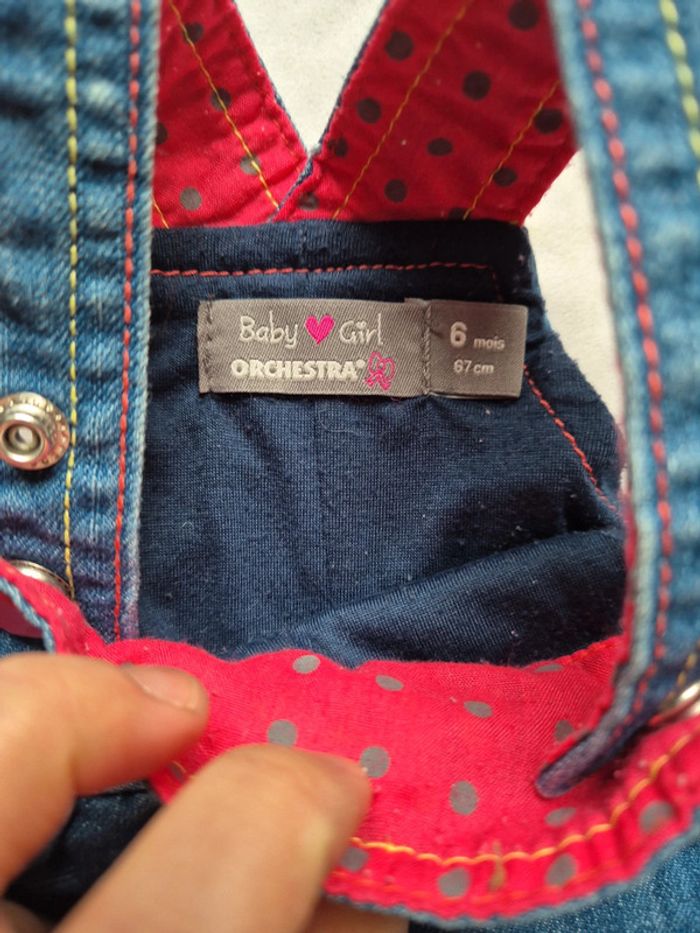 Baby Girl
ORCHESTRA®
6 mois
67 cm